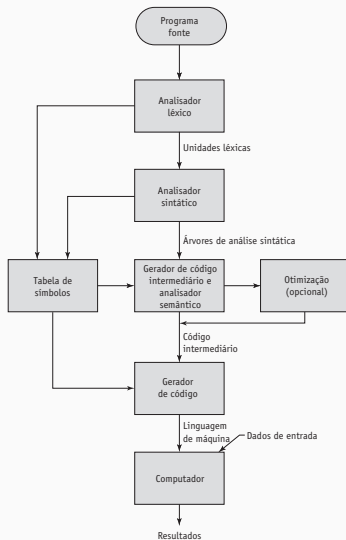 Programa
fonte
Analisador
léxico
Unidades léxicas
Analisador
sintático
Árvores de análise sintática
Tabela de
símbolos
Gerador de código
intermediário e
analisador
semântico
Otimização
(opcional)
Código
intermediário
Gerador
de código
Linguagem
de máquina
Dados de entrada
Computador
Resultados